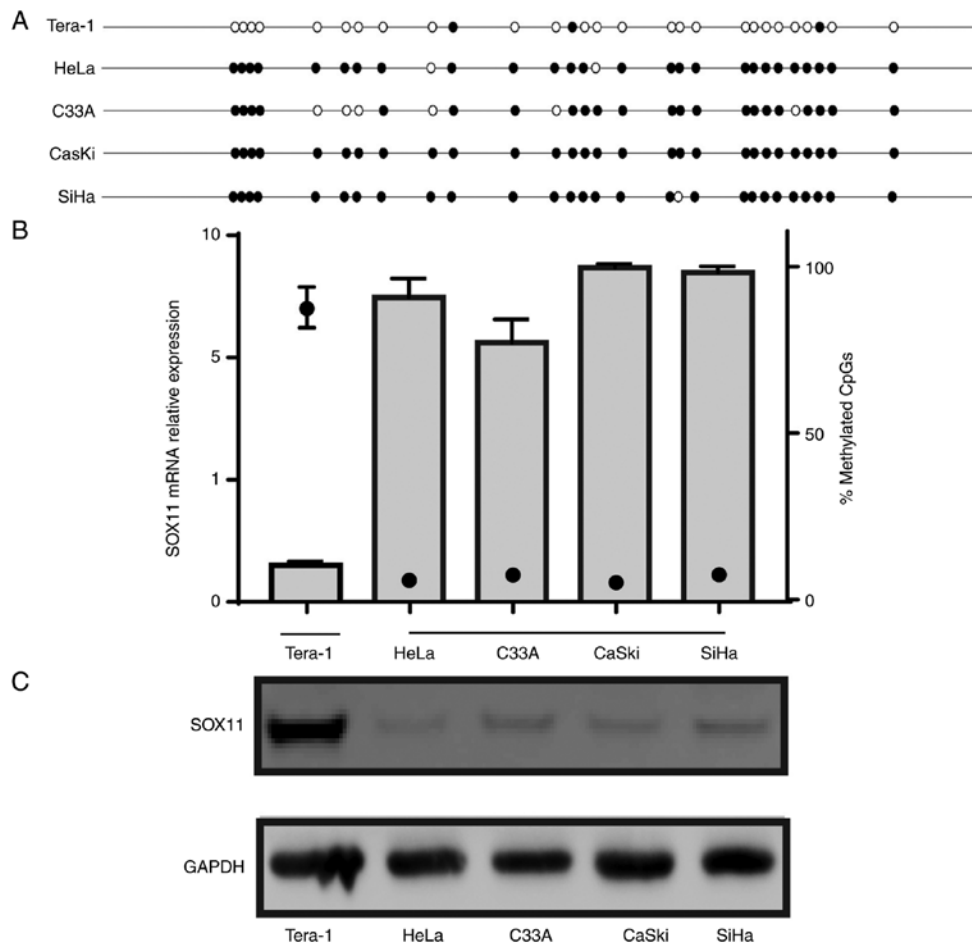 A
Tera-1
HeLa
C33A
CasKi
SiHa
B
SOX11 mRNA relative expression
10
5
1
0
% Methylated CpGs
100
50
0
Tera-1 HeLa C33A CaSki SiHa
C
SOX11
GAPDH
Tera-1 HeLa C33A CaSki SiHa